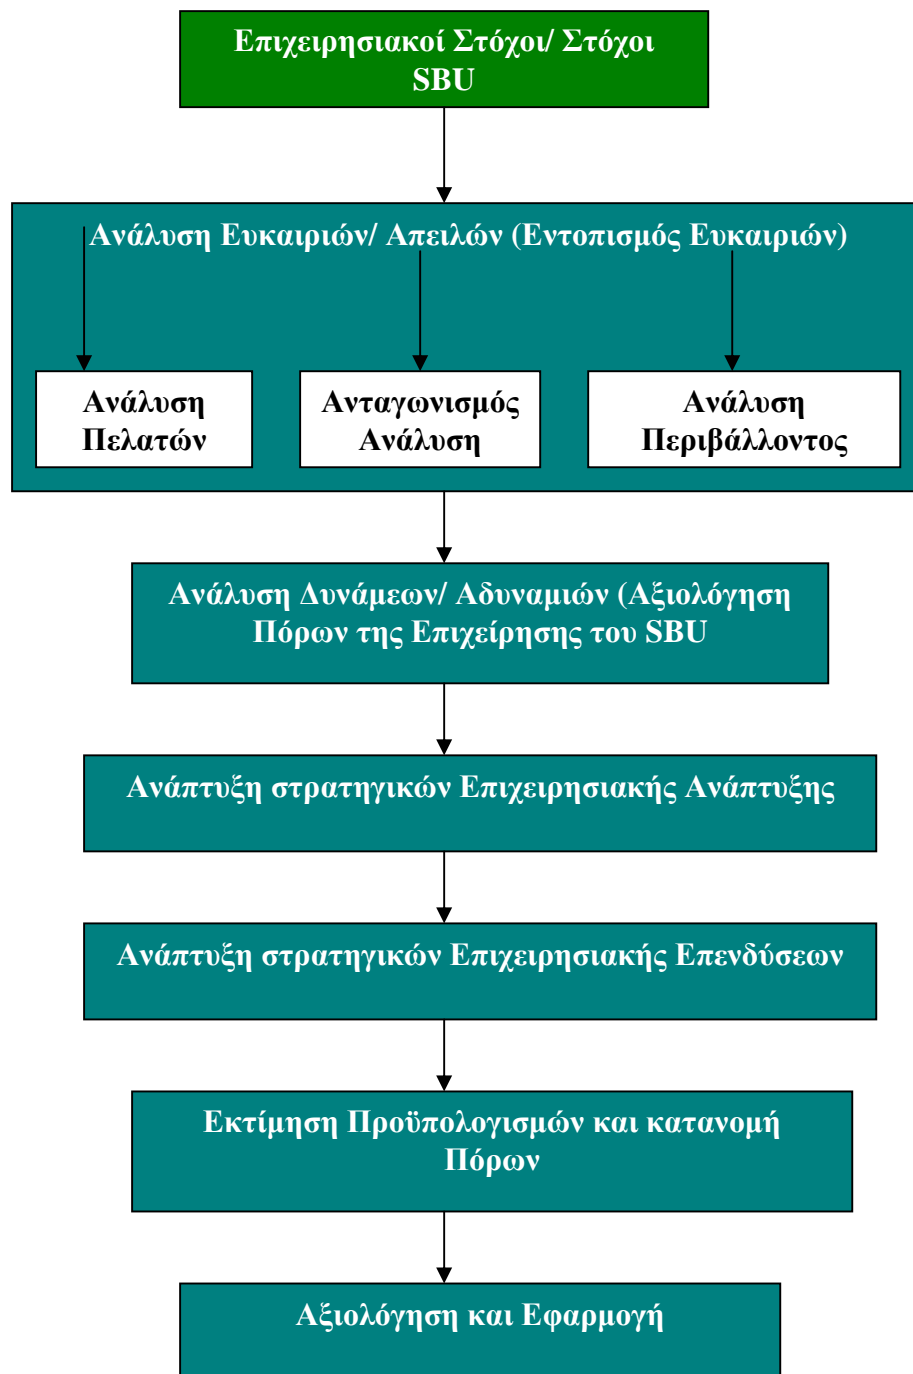 Επιχειρησιακοί Στόχοι/ Στόχοι
SBU
Ανάλυση Ευκαιριών/ Απειλών (Εντοπισμός Ευκαιριών)
Ανάλυση
Πελατών
Ανταγωνισμός
Ανάλυση
Ανάλυση
Περιβάλλοντος
Ανάλυση Δυνάμεων/ Αδυναμιών (Αξιολόγηση
Πόρων της Επιχείρησης του SBU
Ανάπτυξη στρατηγικών Επιχειρησιακής Ανάπτυξης
Ανάπτυξη στρατηγικών Επιχειρησιακής Επενδύσεων
Εκτίμηση Προϋπολογισμών και κατανομή
Πόρων
Αξιολόγηση και Εφαρμογή